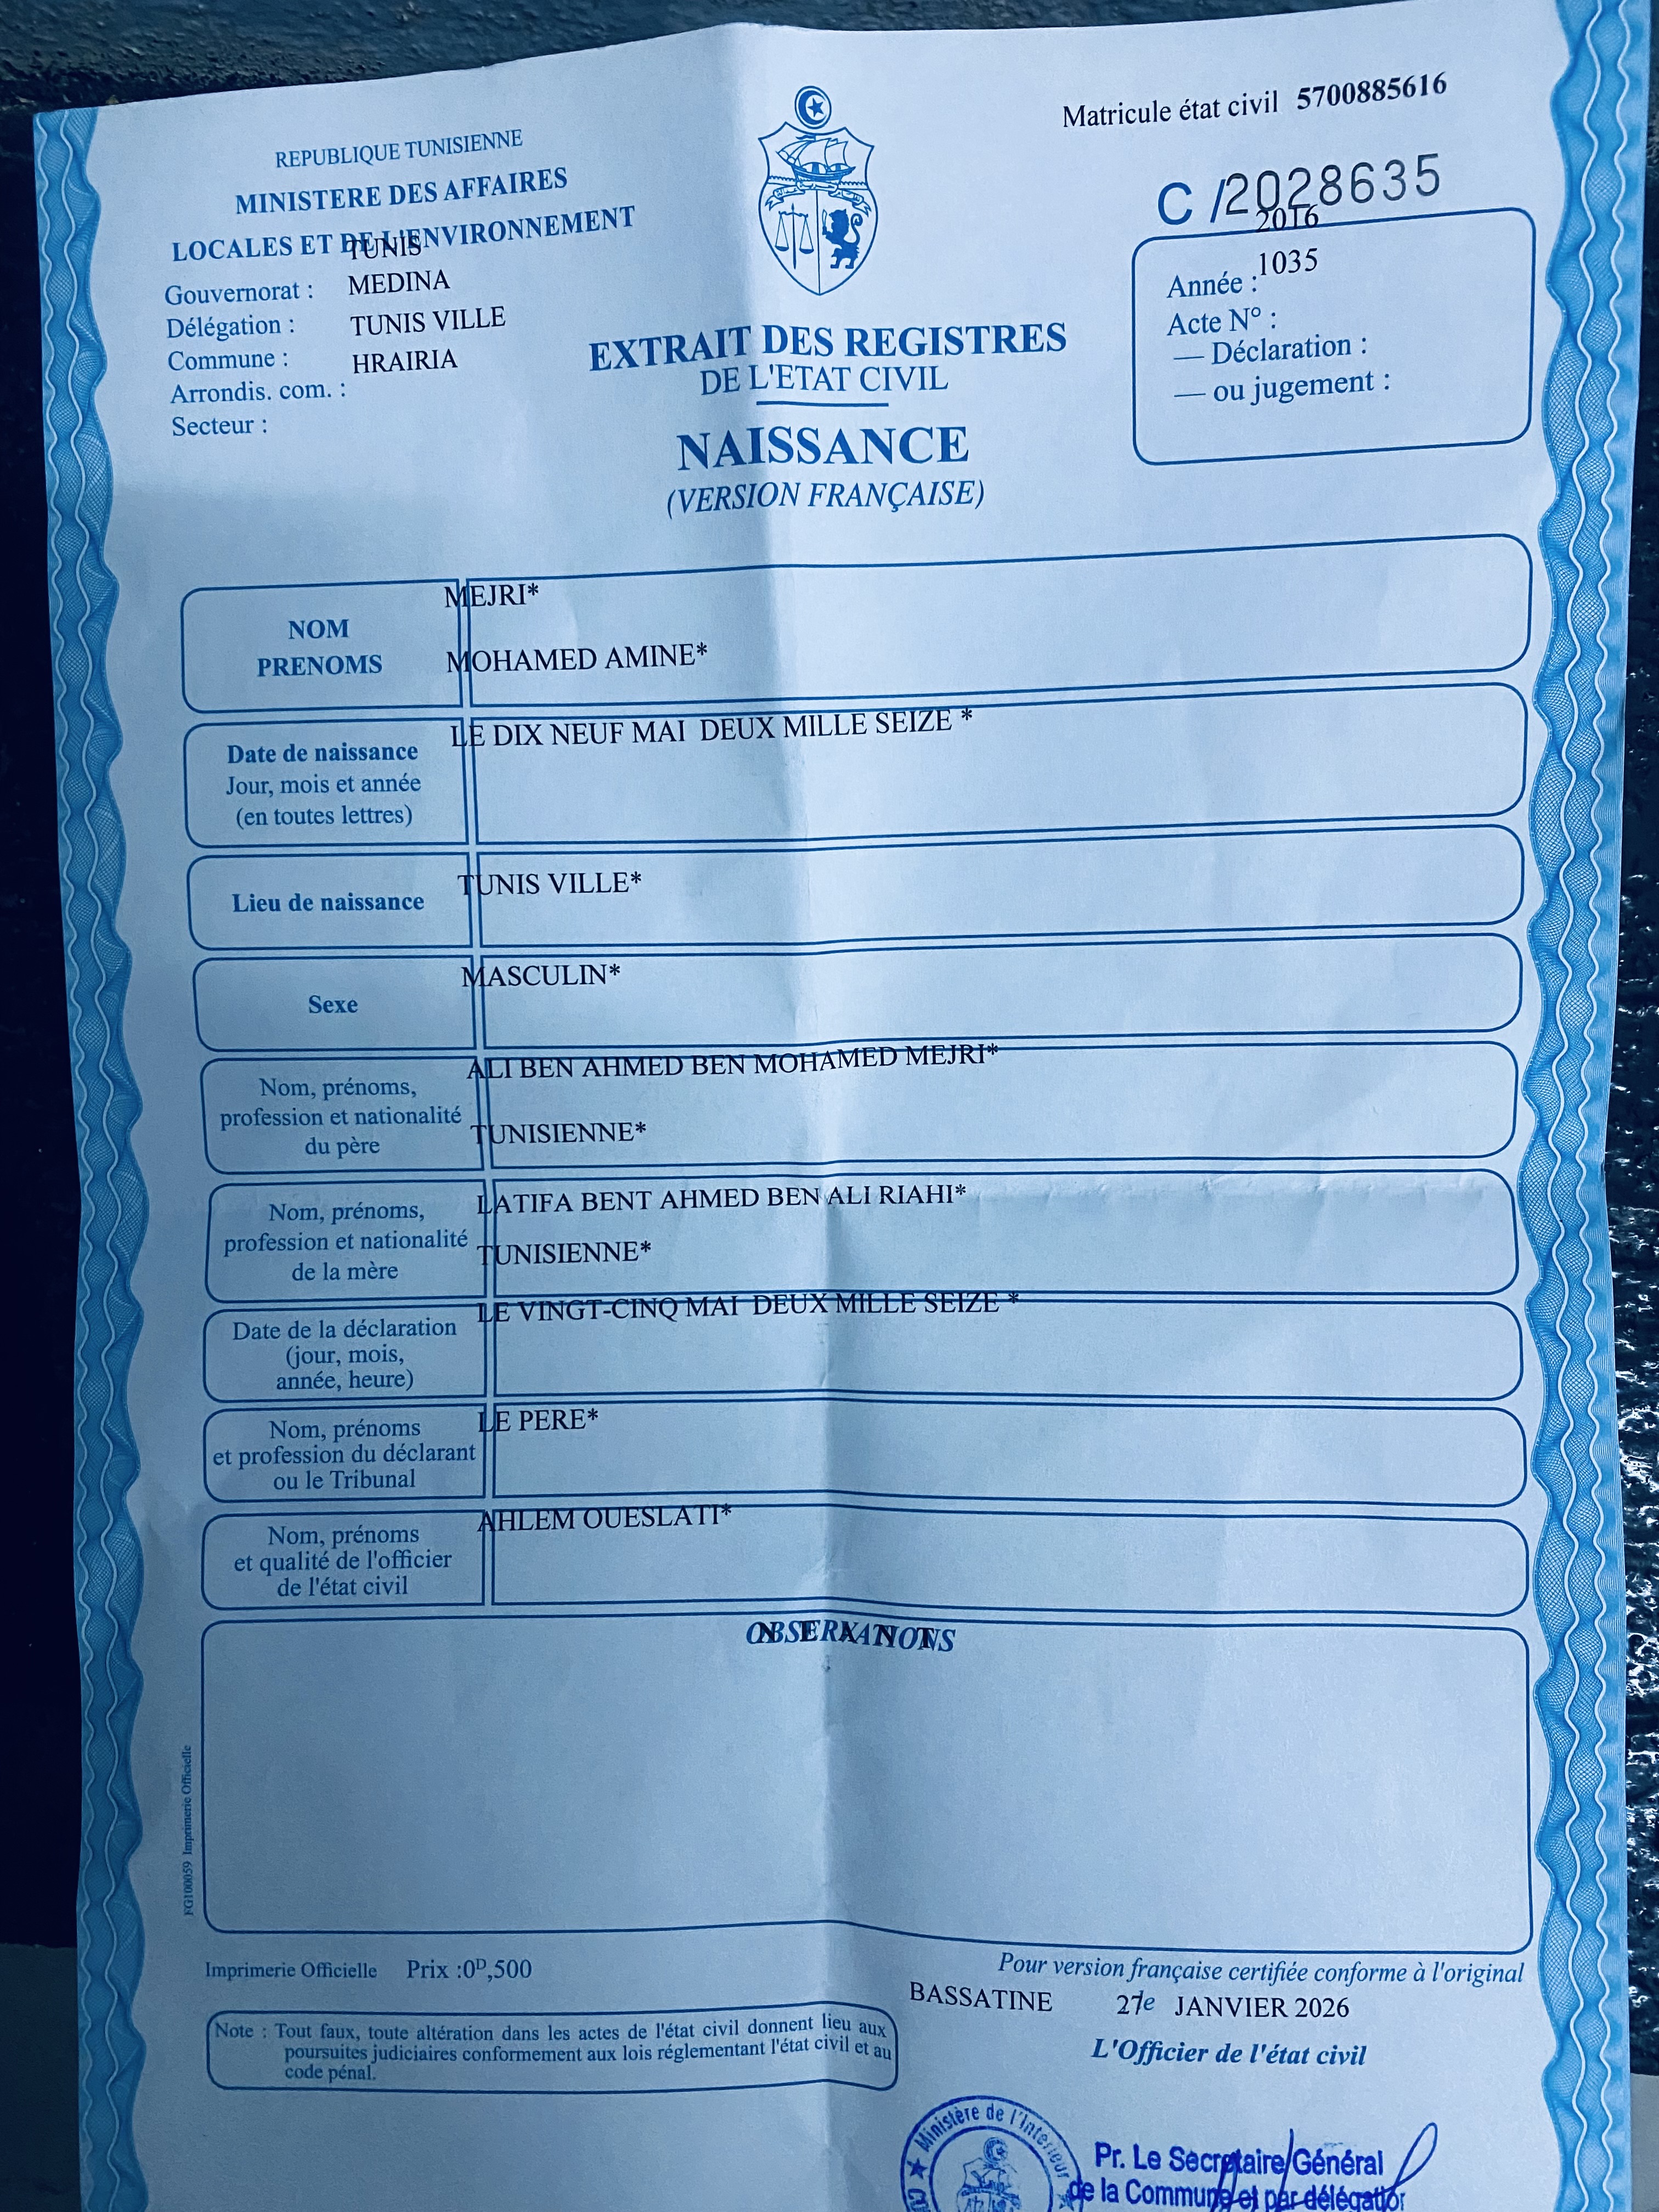 REPUBLIQUE TUNISIENNE
MINISTERE DES AFFAIRES
LOCALES ET DE L'ENVIRONNEMENT
TUNIS
Gouvernorat : MEDINA
Délégation : TUNIS VILLE
Commune : HRAIRIA
Arrondis. com. :
Secteur :
Matricule état civil 5700885616
C /2028635
2016
Année : 1035
Acte N° :
— Déclaration :
— ou jugement :
EXTRAIT DES REGISTRES
DE L'ETAT CIVIL
NAISSANCE
(VERSION FRANÇAISE)
NOM
PRENOMS
MEJRI*
MOHAMED AMINE*
Date de naissance
Jour, mois et année
(en toutes lettres)
LE DIX NEUF MAI DEUX MILLE SEIZE *
Lieu de naissance
TUNIS VILLE*
Sexe
MASCULIN*
Nom, prénoms,
profession et nationalité
du père
ALI BEN AHMED BEN MOHAMED MEJRI*
TUNISIENNE*
Nom, prénoms,
profession et nationalité
de la mère
LATIFA BENT AHMED BEN ALI RIAHI*
TUNISIENNE*
Date de la déclaration
(jour, mois,
année, heure)
LE VINGT-CINQ MAI DEUX MILLE SEIZE *
Nom, prénoms
et profession du déclarant
ou le Tribunal
LE PERE*
Nom, prénoms
et qualité de l'officier
de l'état civil
AHLEM OUESLATI*
OBSERVATIONS
FG100059 Imprimerie Officielle
Imprimerie Officielle Prix :0ᴰ,500
Note : Tout faux, toute altération dans les actes de l'état civil donnent lieu aux
poursuites judiciaires conformement aux lois réglementant l'état civil et au
code pénal.
Pour version française certifiée conforme à l'original
BASSATINE 27 le JANVIER 2026
L'Officier de l'état civil
Ministère de l'Interieur
Pr. Le Secretaire Général
de la Commune et par délégation